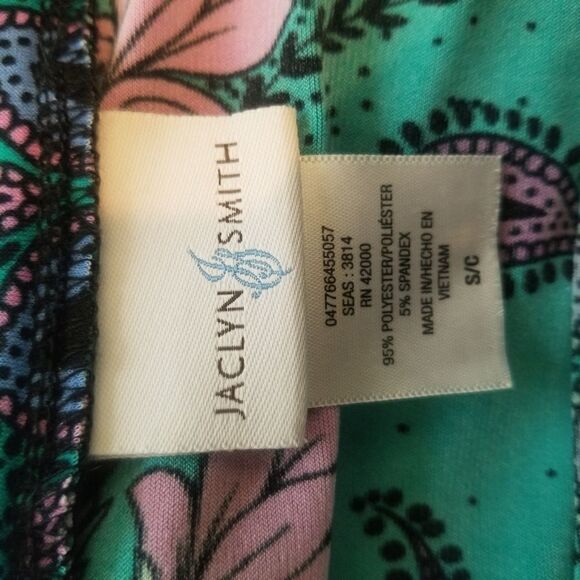 JACLYN SMITH
047766455057
SEAS : 3814
RN 42000
95% POLYESTER/POLIÉSTER
5% SPANDEX
MADE IN/HECHO EN
VIETNAM
S/C